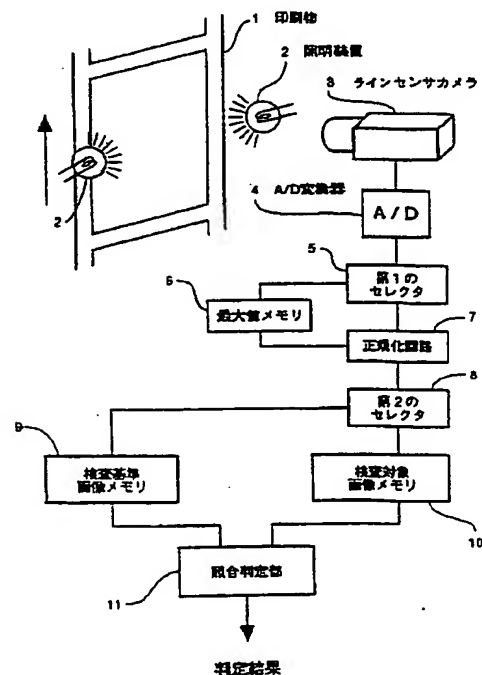 1 印刷物
2 照明装置
3 ラインセンサカメラ
2
4 A/D変換器
A/D
5
第1の
セレクタ
6
最大値メモリ
7
正規化回路
8
第2の
セレクタ
9
検査基準
画像メモリ
検査対象
画像メモリ
10
照合判定部
11
判定結果